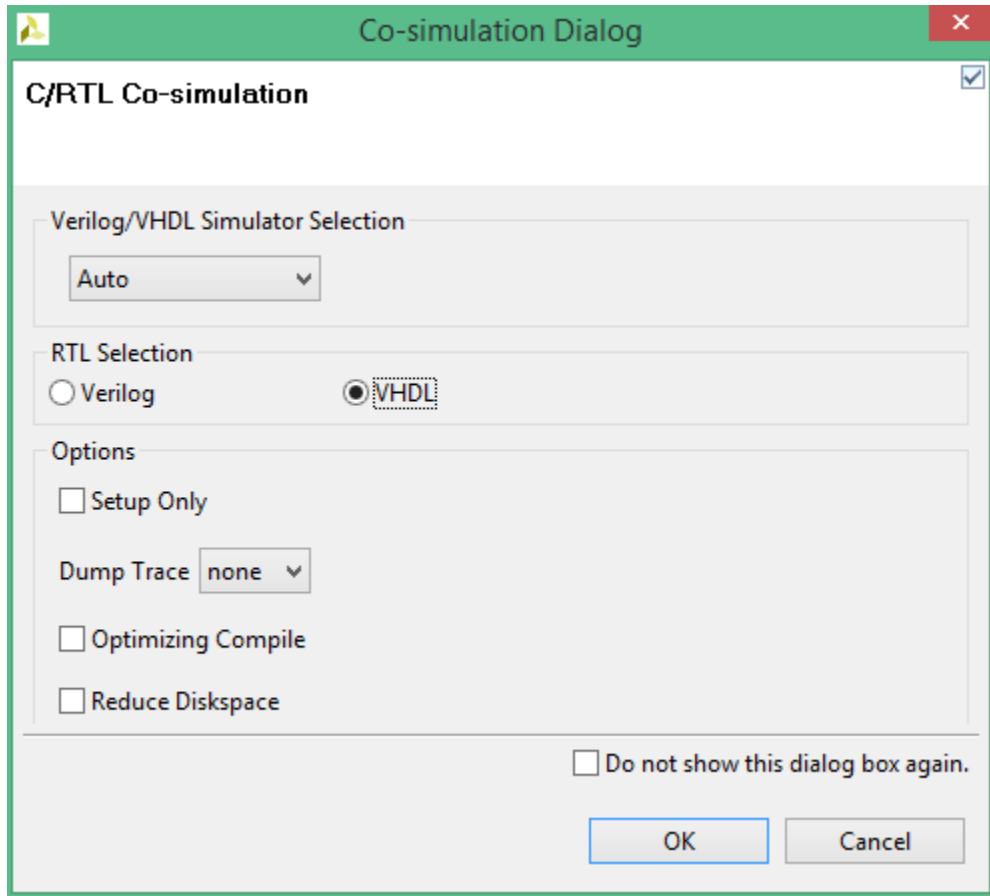 Co-simulation Dialog
C/RTL Co-simulation
Verilog/VHDL Simulator Selection
Auto
RTL Selection
Verilog VHDL
Options
Setup Only
Dump Trace none
Optimizing Compile
Reduce Diskspace
Do not show this dialog box again.
OK Cancel